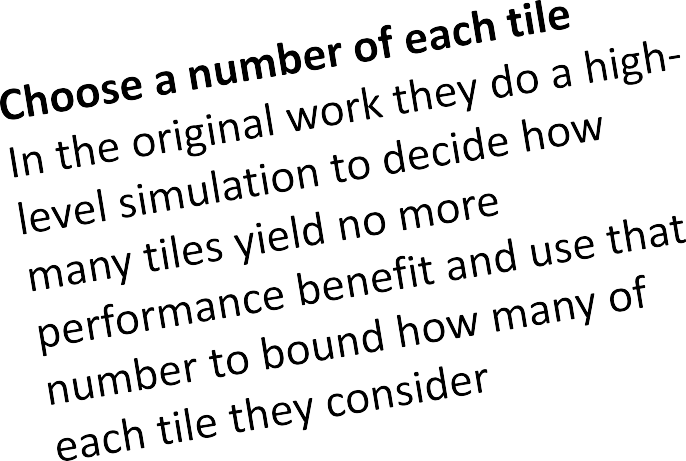 Choose a number of each tile
In the original work they do a high-
level simulation to decide how
many tiles yield no more
performance benefit and use that
number to bound how many of
each tile they consider